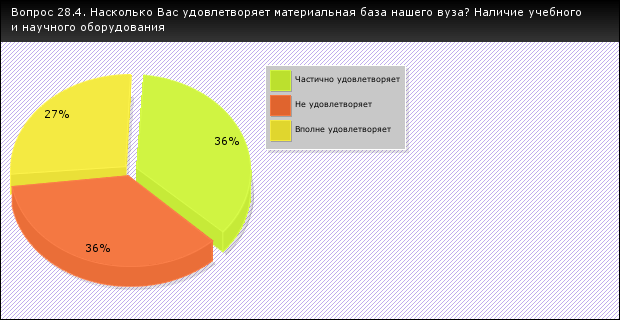 Вопрос 28.4. Насколько Вас удовлетворяет материальная база нашего вуза? Наличие учебного
и научного оборудования
Частично удовлетворяет
Не удовлетворяет
Вполне удовлетворяет
27%
36%
36%